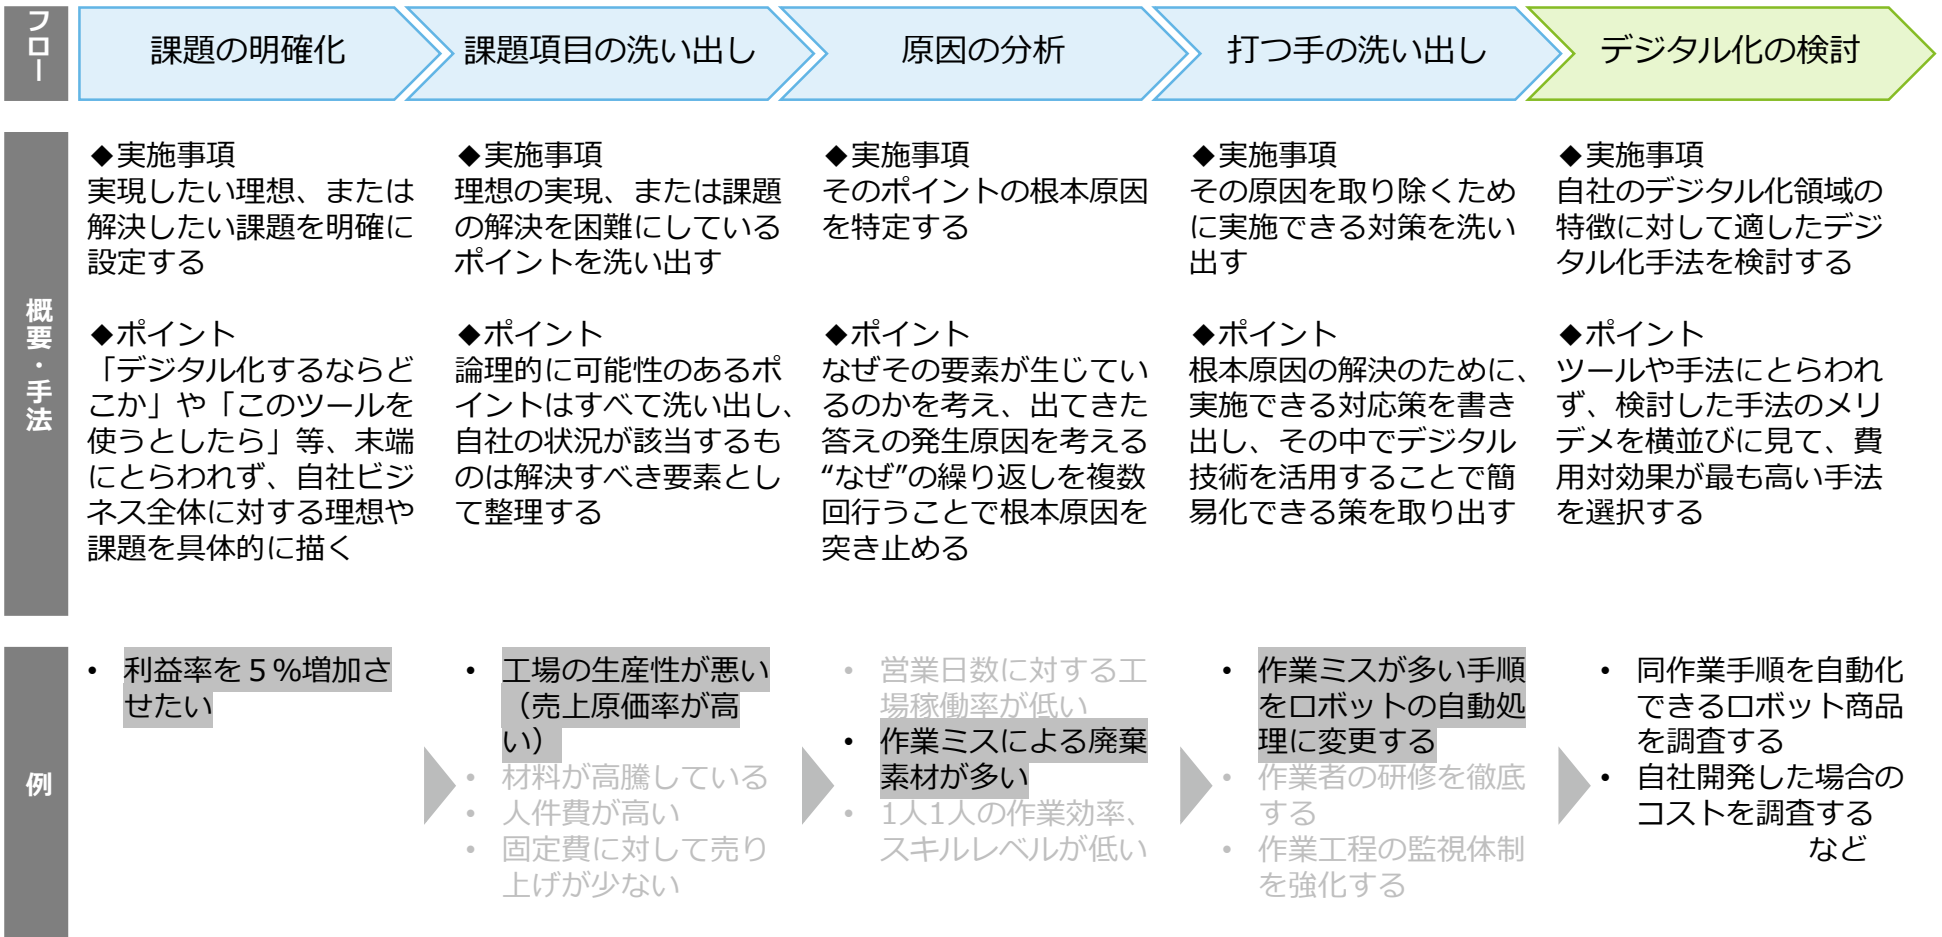 フロー
課題の明確化
課題項目の洗い出し
原因の分析
打つ手の洗い出し
デジタル化の検討
概要・手法
◆実施事項
実現したい理想、または
解決したい課題を明確に
設定する
◆ポイント
「デジタル化するならど
こか」や「このツールを
使うとしたら」等、末端
にとらわれず、自社ビジ
ネス全体に対する理想や
課題を具体的に描く
◆実施事項
理想の実現、または課題
の解決を困難にしている
ポイントを洗い出す
◆ポイント
論理的に可能性のあるポ
イントはすべて洗い出し、
自社の状況が該当するも
のは解決すべき要素とし
て整理する
◆実施事項
そのポイントの根本原因
を特定する
◆ポイント
なぜその要素が生じてい
るのかを考え、出てきた
答えの発生原因を考える
“なぜ”の繰り返しを複数
回行うことで根本原因を
突き止める
◆実施事項
その原因を取り除くため
に実施できる対策を洗い
出す
◆ポイント
根本原因の解決のために、
実施できる対応策を書き
出し、その中でデジタル
技術を活用することで簡
易化できる策を取り出す
◆実施事項
自社のデジタル化領域の
特徴に対して適したデジ
タル化手法を検討する
◆ポイント
ツールや手法にとらわれ
ず、検討した手法のメリ
デメを横並びに見て、費
用対効果が最も高い手法
を選択する
例
• 利益率を５%増加さ
せたい
• 工場の生産性が悪い
（売上原価率が高
い）
• 材料が高騰している
• 人件費が高い
• 固定費に対して売り
上げが少ない
• 営業日数に対する工
場稼働率が低い
• 作業ミスによる廃棄
素材が多い
• 1人1人の作業効率、
スキルレベルが低い
• 作業ミスが多い手順
をロボットの自動処
理に変更する
• 作業者の研修を徹底
する
• 作業工程の監視体制
を強化する
• 同作業手順を自動化
できるロボット商品
を調査する
• 自社開発した場合の
コストを調査する
など